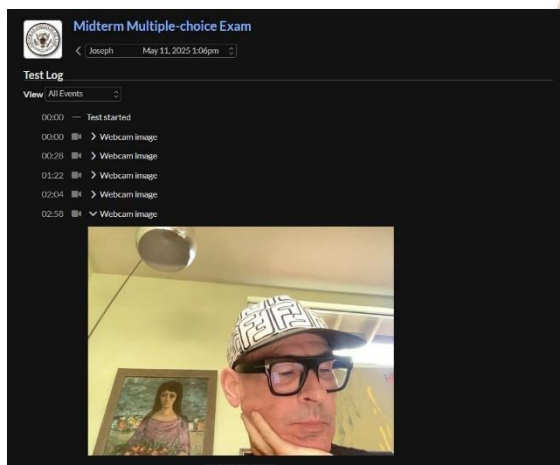 Midterm Multiple-choice Exam
Joseph May 11, 2025 1:06pm
Test Log
View All Events
00:00 — Test started
00:00 Webcam image
00:28 Webcam image
01:22 Webcam image
02:04 Webcam image
02:58 Webcam image